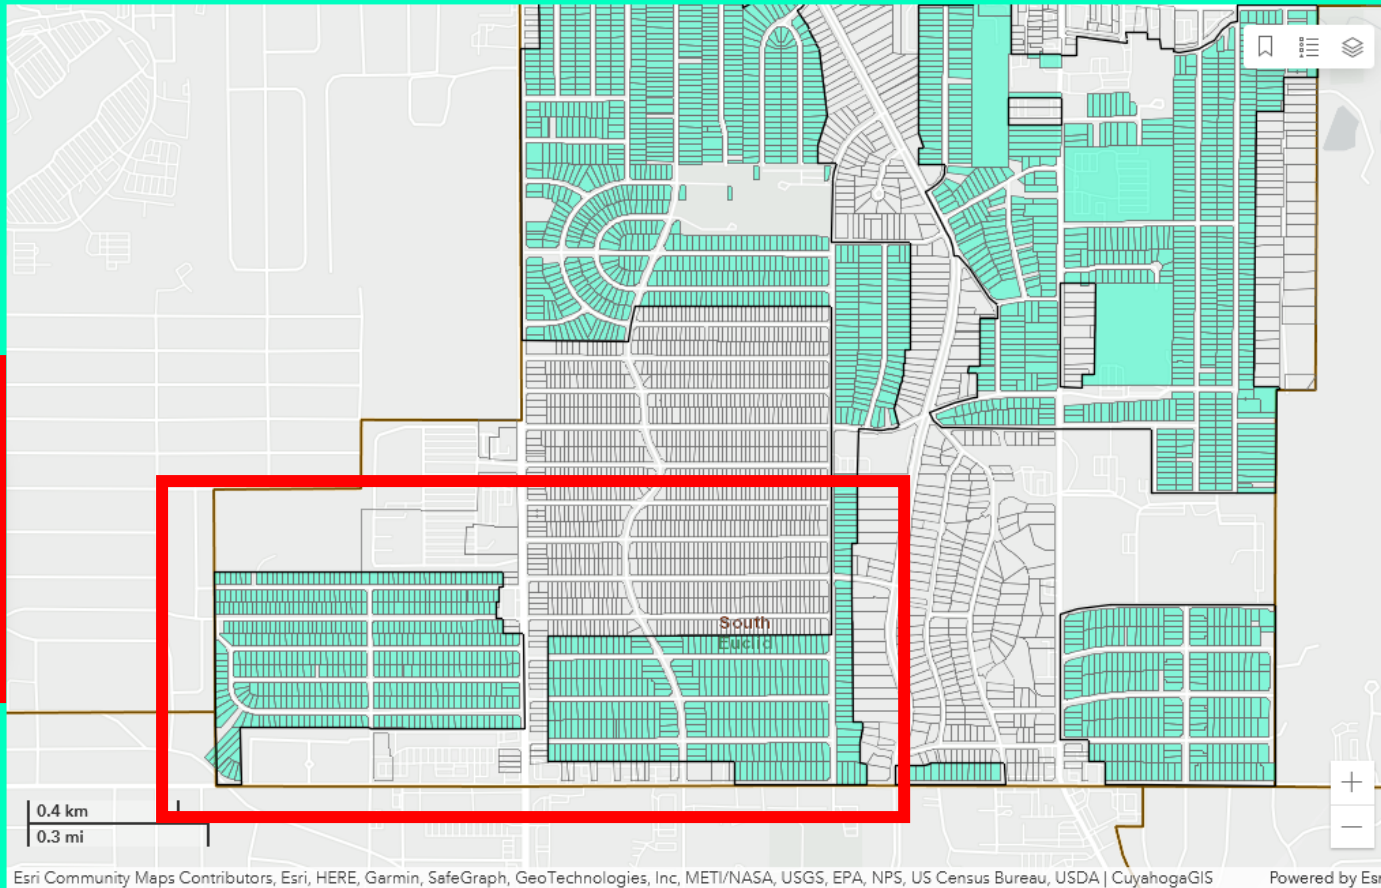 South
Euclid
0.4 km
0.3 mi
Esri Community Maps Contributors, Esri, HERE, Garmin, SafeGraph, GeoTechnologies, Inc, METI/NASA, USGS, EPA, NPS, US Census Bureau, USDA | CuyahogaGIS
Powered by Esr